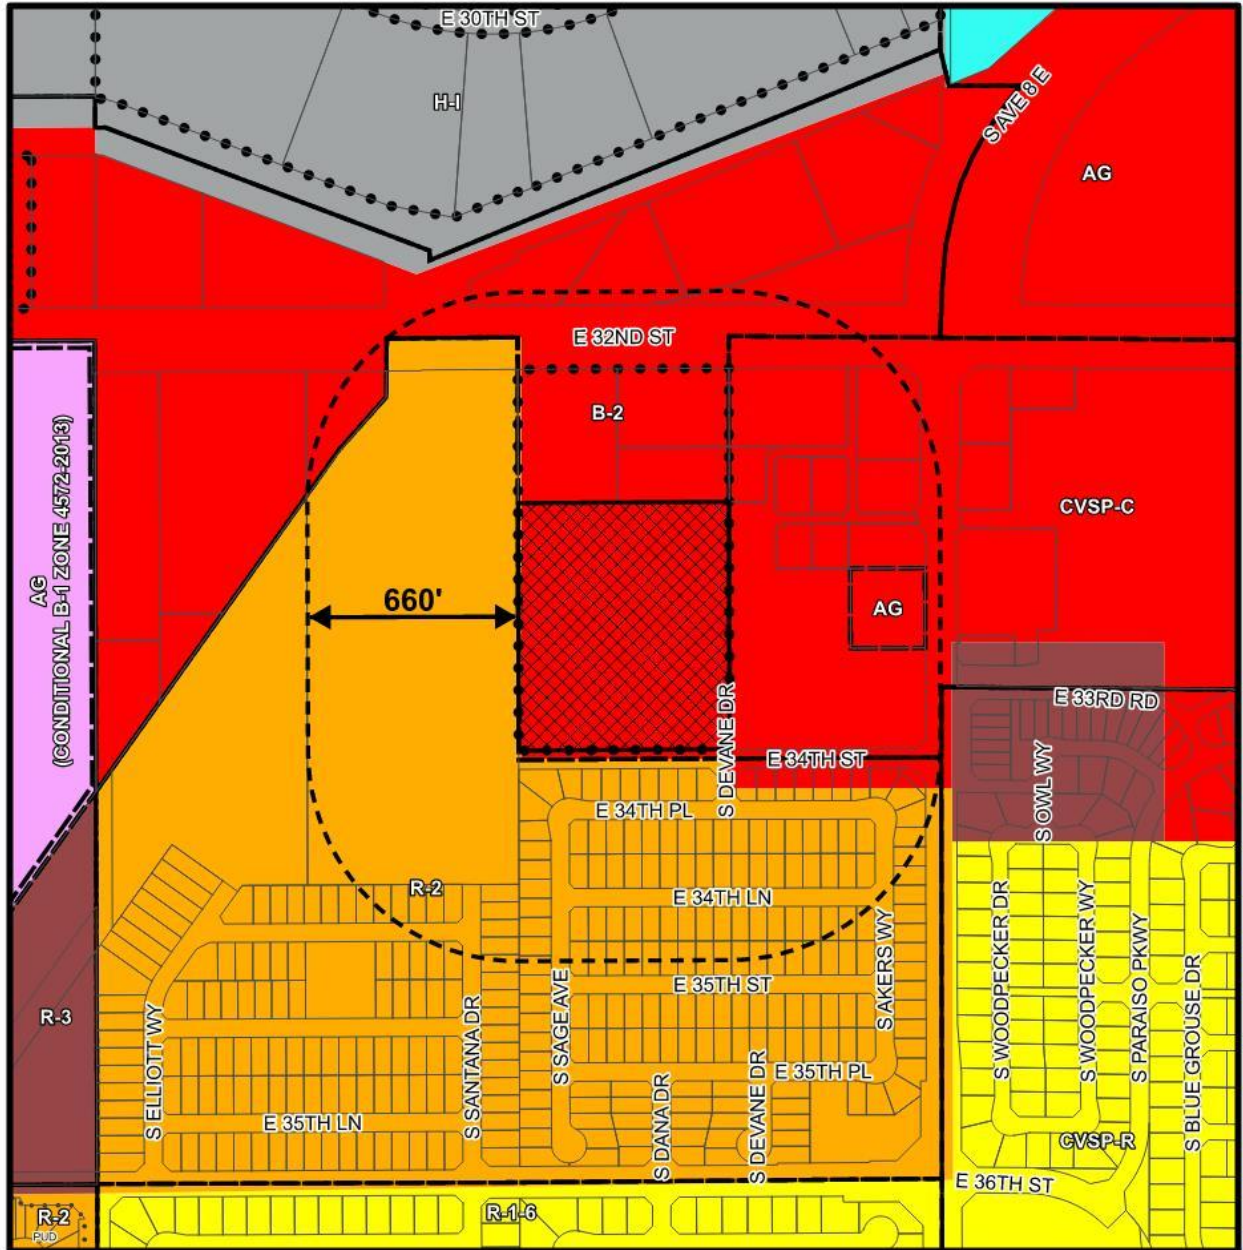 E 30TH ST
H-I
S AVE 8 E
AG
E 32ND ST
B-2
CVSP-C
AG
(CONDITIONAL B-1 ZONE 4572-2013)
660'
AG
E 33RD RD
S DEVANE DR
E 34TH ST
S OWL WY
E 34TH PL
R-2
E 34TH LN
S WOODPECKER DR
S WOODPECKER WY
S PARAISO PKWY
S BLUE GROUSE DR
S AKERS WY
E 35TH ST
R-3
S ELLIOTT WY
S SANTANA DR
S SAGE AVE
E 35TH PL
S DANA DR
S DEVANE DR
E 35TH LN
CVSP-R
E 36TH ST
R-2
PUD
R-1-6